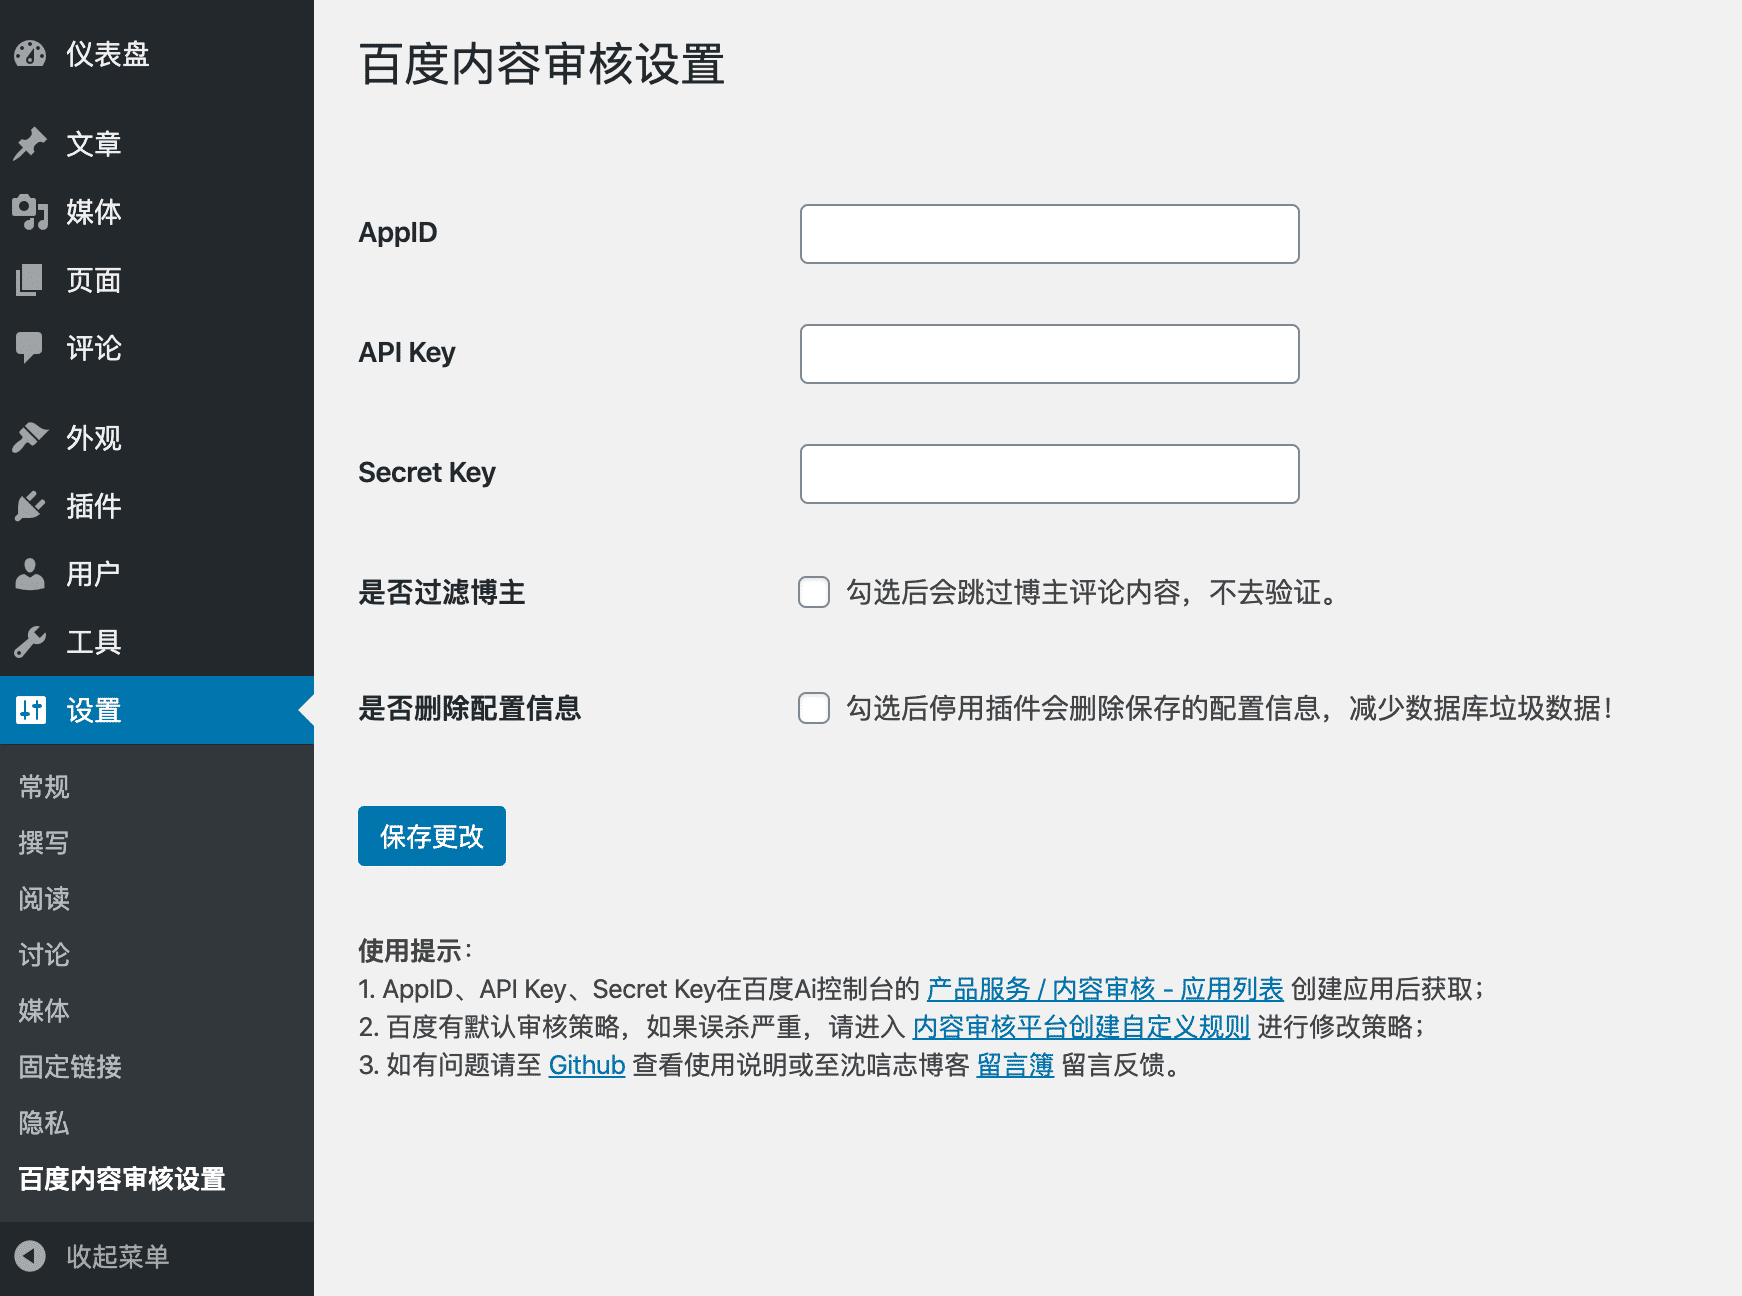 仪表盘
文章
媒体
页面
评论
外观
插件
用户
工具
设置
常规
撰写
阅读
讨论
媒体
固定链接
隐私
百度内容审核设置
收起菜单
百度内容审核设置
AppID
API Key
Secret Key
是否过滤博主
勾选后会跳过博主评论内容，不去验证。
是否删除配置信息
勾选后停用插件会删除保存的配置信息，减少数据库垃圾数据！
保存更改
使用提示：
1. AppID、API Key、Secret Key在百度Ai控制台的 产品服务 / 内容审核 - 应用列表 创建应用后获取；
2. 百度有默认审核策略，如果误杀严重，请进入 内容审核平台创建自定义规则 进行修改策略；
3. 如有问题请至 Github 查看使用说明或至沈唁志博客 留言簿 留言反馈。